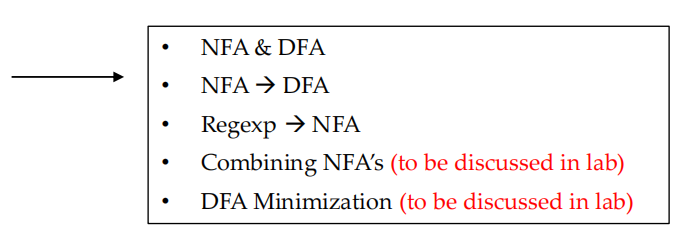 • NFA & DFA
• NFA → DFA
• Regexp → NFA
• Combining NFA's (to be discussed in lab)
• DFA Minimization (to be discussed in lab)